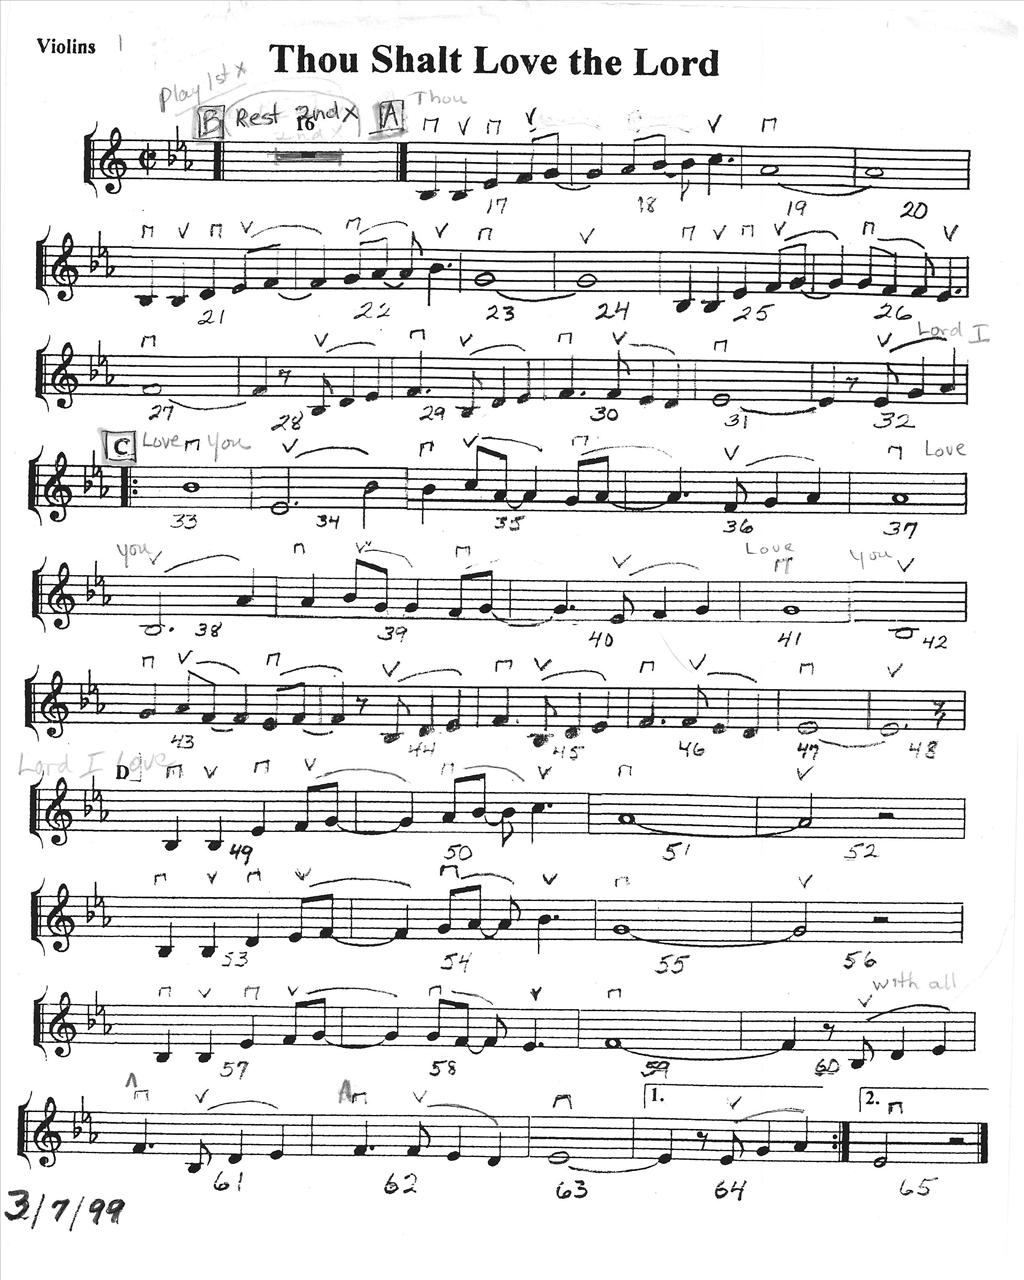 Violins 1
Thou Shalt Love the Lord
Play 1st x
B Rest 2nd x A Thou
16
17 18 19 20
21 22 23 24 25 26
Lord I
27 28 29 30 31 32
C Love You Love
33 34 35 36 37
you Love You
38 39 40 41 42
43 44 45 46 47 48
Lord I Love
D
49 50 51 52
53 54 55 56
with all
57 58 59 60
1. 2.
61 62 63 64 65
3/7/99